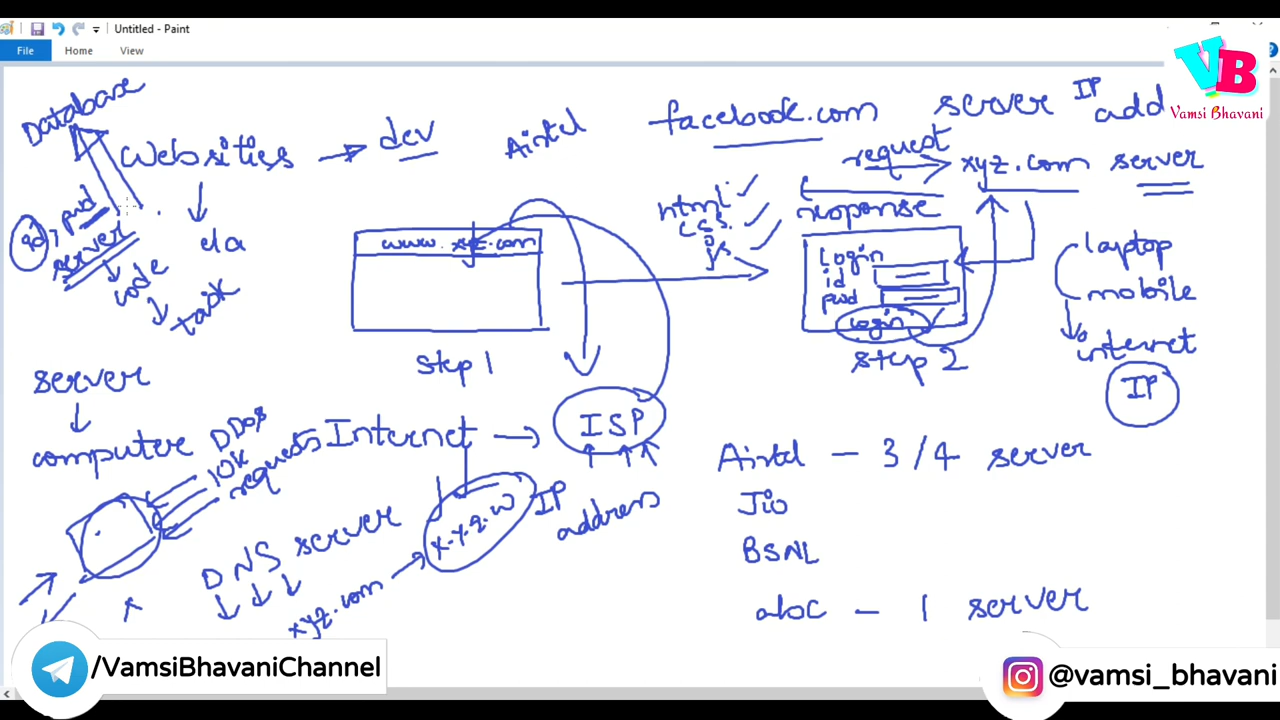 Untitled - Paint
File Home View
VB
Vamsi Bhavani
Database
Websites → dev
Airtel
facebook.com
server IP add
request
xyz.com server
response
id, pwd
server
code
task
www.xyz.com
Step 1
html
css
js
Login
id
pwd
login
step 2
laptop
mobile
internet
IP
server
computer
DDos
10K
requests
Internet → ISP
DNS server
xyz.com → x.y.z.w
IP address
Airtel - 3/4 server
Jio
BSNL
abc - 1 server
/VamsiBhavaniChannel
@vamsi_bhavani